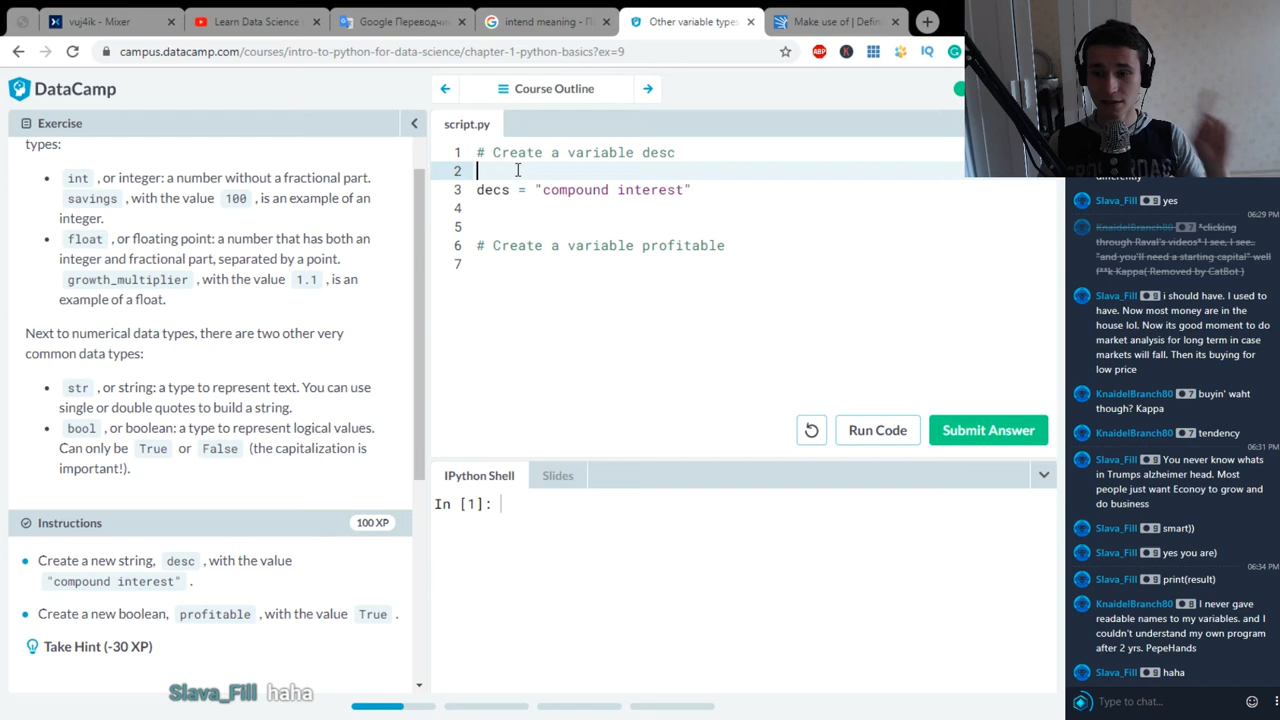 vuj4ik - Mixer
Learn Data Science
Google Переводчик
intend meaning - П
Other variable types
Make use of | Defin
campus.datacamp.com/courses/intro-to-python-for-data-science/chapter-1-python-basics?ex=9
ABP
K
IQ
DataCamp
Course Outline
Exercise
types:
int , or integer: a number without a fractional part.
savings , with the value 100 , is an example of an
integer.
float , or floating point: a number that has both an
integer and fractional part, separated by a point.
growth_multiplier , with the value 1.1 , is an
example of a float.
Next to numerical data types, there are two other very
common data types:
str , or string: a type to represent text. You can use
single or double quotes to build a string.
bool , or boolean: a type to represent logical values.
Can only be True or False (the capitalization is
important!).
Instructions
100 XP
Create a new string, desc , with the value
"compound interest" .
Create a new boolean, profitable , with the value True .
Take Hint (-30 XP)
Slava_Fill haha
script.py
1 # Create a variable desc
2
3 decs = "compound interest"
4
5
6 # Create a variable profitable
7
Run Code
Submit Answer
IPython Shell
Slides
In [1]:
differently
Slava_Fill 9 yes
06:29 PM
KnaidelBranch80 7 *clicking
through Raval's videos* I see, I see..
"and you'll need a starting capital" well
f**k Kappa( Removed by CatBot )
Slava_Fill 9 i should have. I used to
have. Now most money are in the
house lol. Now its good moment to do
market analysis for long term in case
markets will fall. Then its buying for
low price
KnaidelBranch80 7 buyin' waht
though? Kappa
KnaidelBranch80 7 tendency
06:31 PM
Slava_Fill 9 You never know whats
in Trumps alzheimer head. Most
people just want Econoy to grow and
do business
Slava_Fill 9 smart))
Slava_Fill 9 yes you are)
06:34 PM
Slava_Fill 9 print(result)
KnaidelBranch80 8 I never gave
readable names to my variables. and I
couldn't understand my own program
after 2 yrs. PepeHands
Slava_Fill 9 haha
Type to chat...